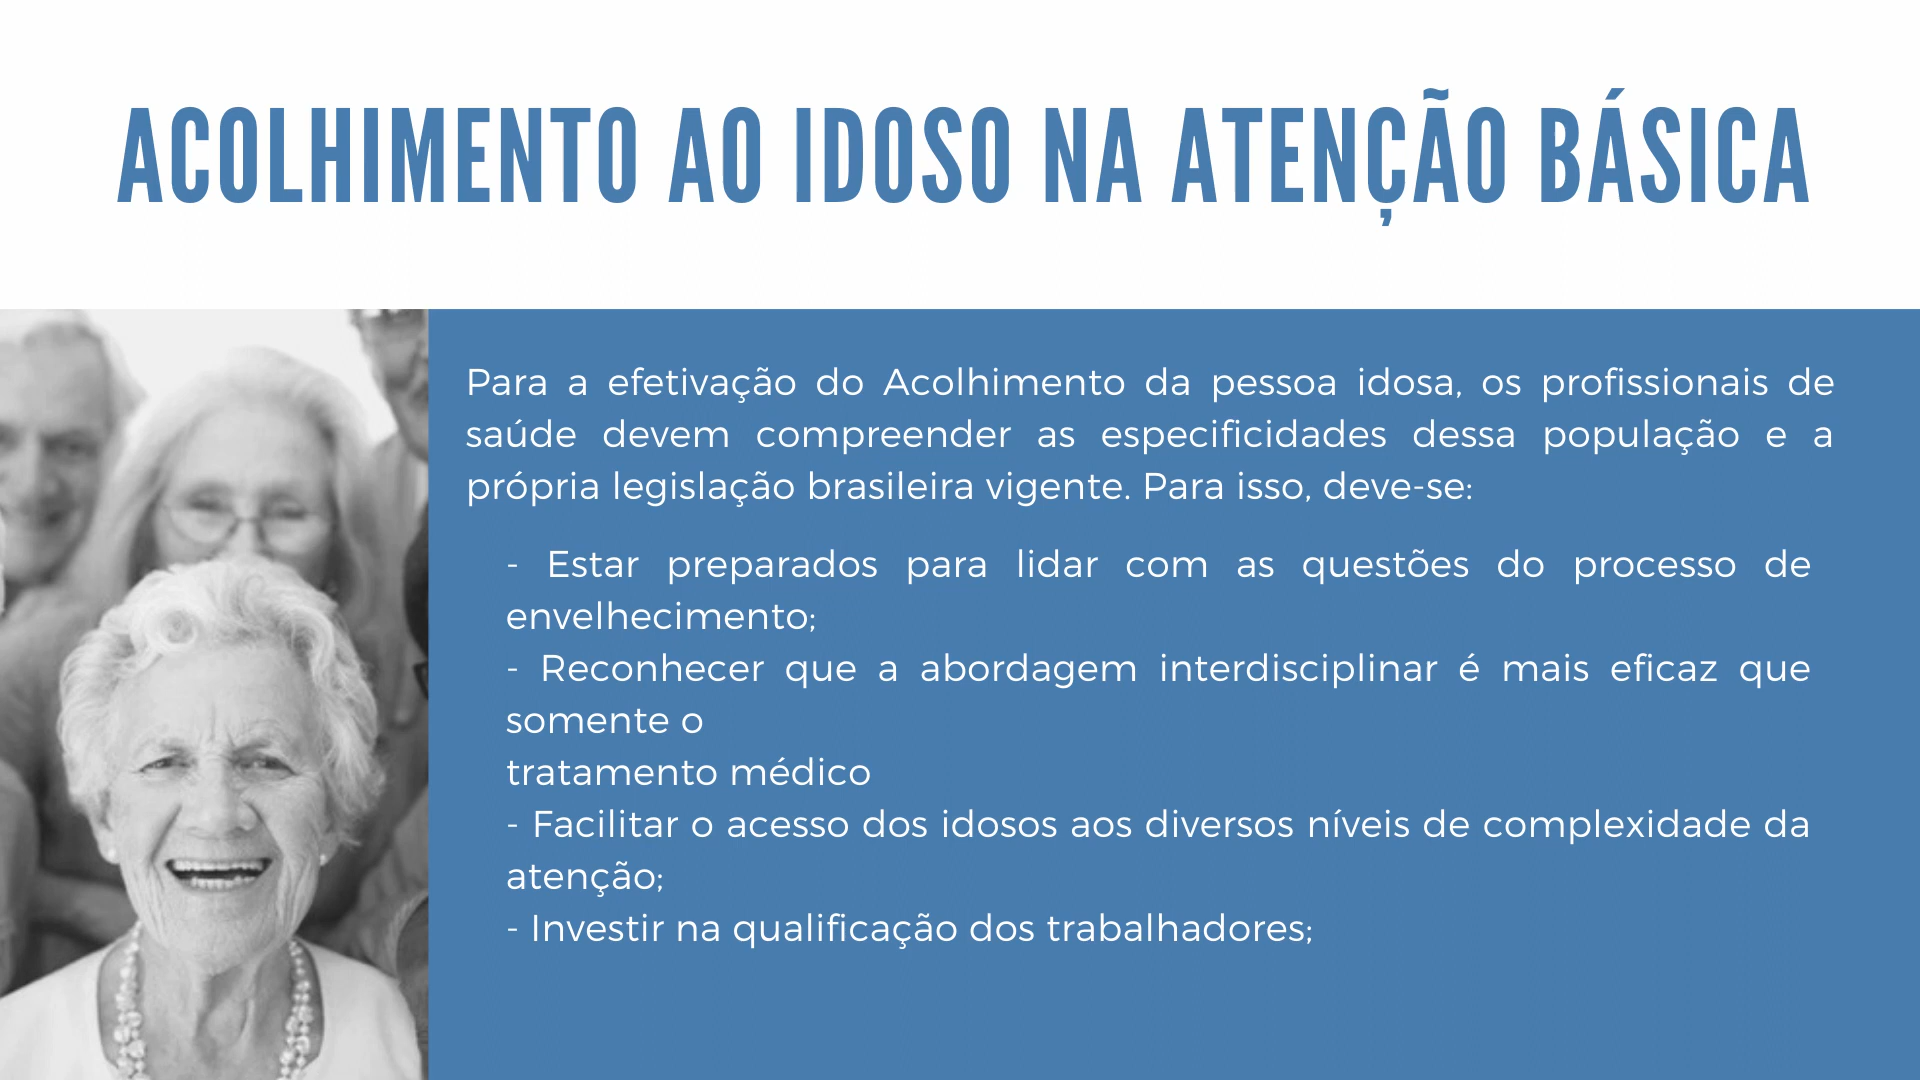 ACOLHIMENTO AO IDOSO NA ATENÇÃO BÁSICA
Para a efetivação do Acolhimento da pessoa idosa, os profissionais de
saúde devem compreender as especificidades dessa população e a
própria legislação brasileira vigente. Para isso, deve-se:
- Estar preparados para lidar com as questões do processo de
envelhecimento;
- Reconhecer que a abordagem interdisciplinar é mais eficaz que
somente o
tratamento médico
- Facilitar o acesso dos idosos aos diversos níveis de complexidade da
atenção;
- Investir na qualificação dos trabalhadores;